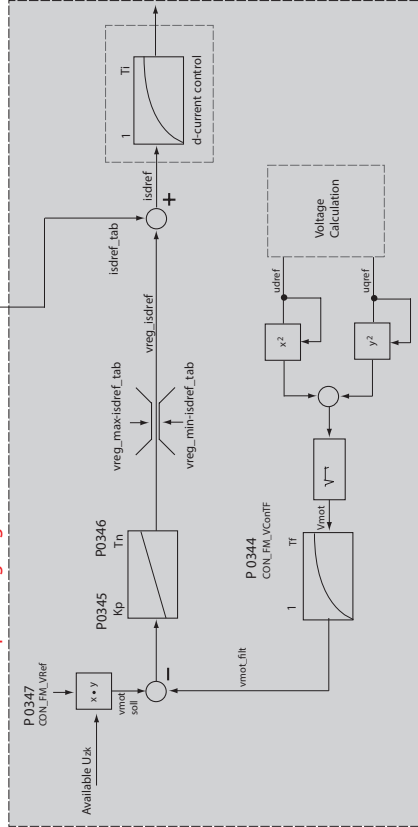 P 0347
CON_FM_VRef
Available Uzk
x • y
vmot
soll
−
P0345
Kp
P0346
Tn
vreg_max-isdref_tab
vreg_min-isdref_tab
vreg_isdref
isdref_tab
+
isdref
1
Ti
d-current control
vmot_filt
P 0344
CON_FM_VConTF
1
Tf
Vmot
√
x²
y²
udref
uqref
Voltage
Calculation